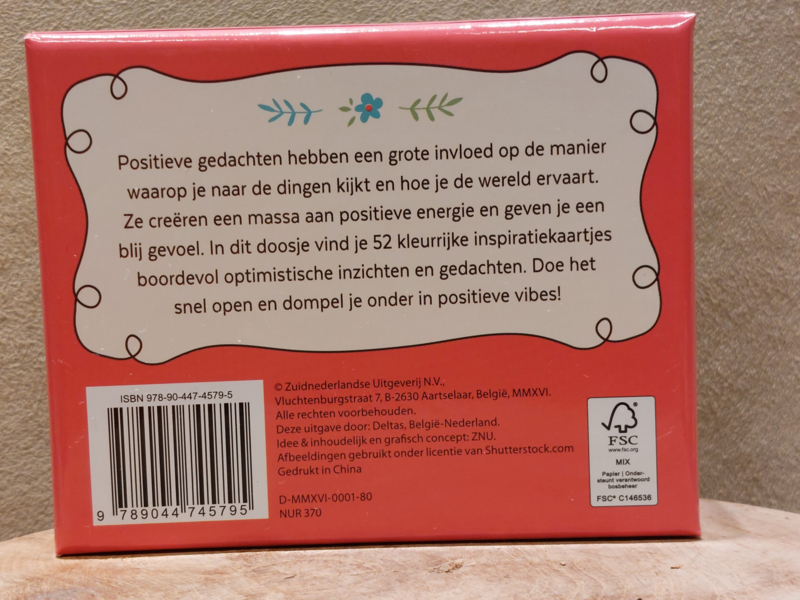 Positieve gedachten hebben een grote invloed op de manier
waarop je naar de dingen kijkt en hoe je de wereld ervaart.
Ze creëren een massa aan positieve energie en geven je een
blij gevoel. In dit doosje vind je 52 kleurrijke inspiratiekaartjes
boordevol optimistische inzichten en gedachten. Doe het
snel open en dompel je onder in positieve vibes!
ISBN 978-90-447-4579-5
9 789044 745795
© Zuidnederlandse Uitgeverij N.V.,
Vluchtenburgstraat 7, B-2630 Aartselaar, België, MMXVI.
Alle rechten voorbehouden.
Deze uitgave door: Deltas, België-Nederland.
Idee & inhoudelijk en grafisch concept: ZNU.
Afbeeldingen gebruikt onder licentie van Shutterstock.com
Gedrukt in China
D-MMXVI-0001-80
NUR 370
FSC
www.fsc.org
MIX
Papier | Onder-
steunt verantwoord
bosbeheer
FSC® C146536